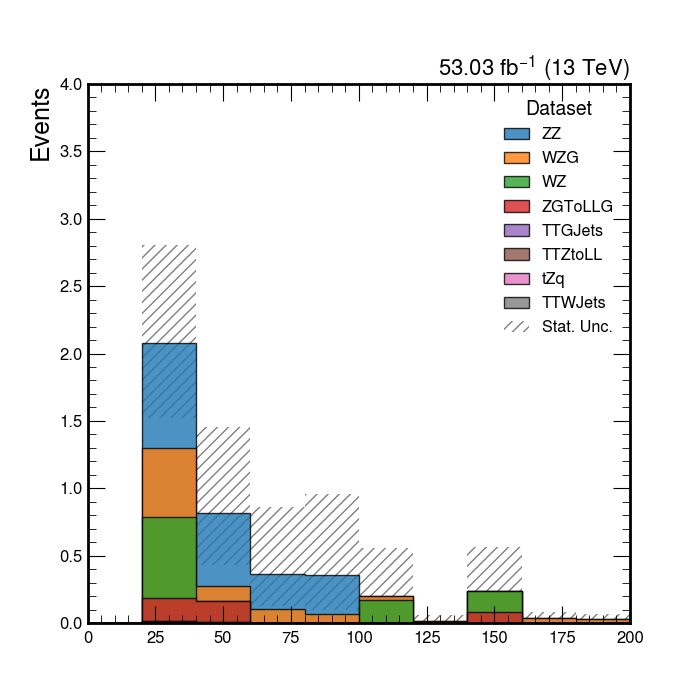 53.03 fb⁻¹ (13 TeV)
Events
4.0
3.5
3.0
2.5
2.0
1.5
1.0
0.5
0.0
Dataset
ZZ
WZG
WZ
ZGToLLG
TTGJets
TTZtoLL
tZq
TTWJets
Stat. Unc.
0 25 50 75 100 125 150 175 200